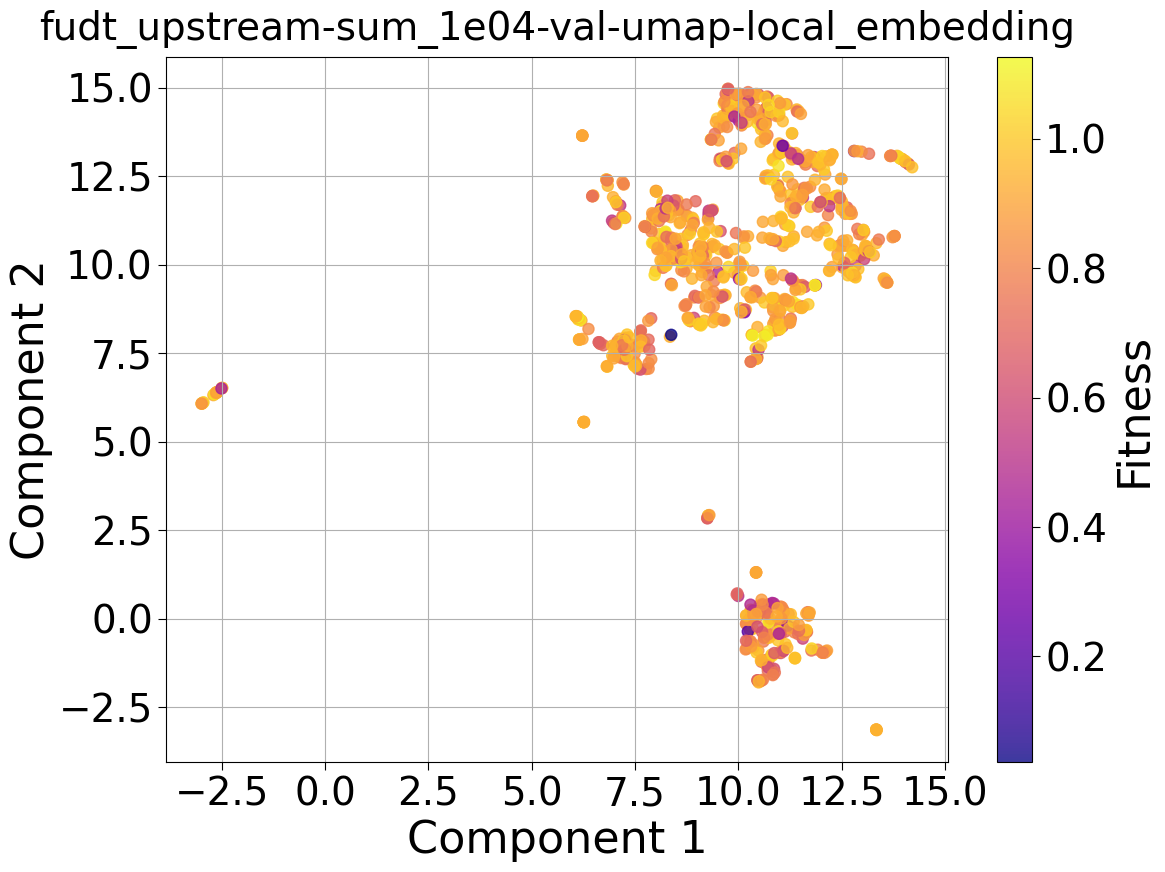 fudt_upstream-sum_1e04-val-umap-local_embedding
15.0
12.5
10.0
7.5
5.0
2.5
0.0
−2.5
Component 2
−2.5 0.0 2.5 5.0 7.5 10.0 12.5 15.0
Component 1
1.0
0.8
0.6
0.4
0.2
Fitness